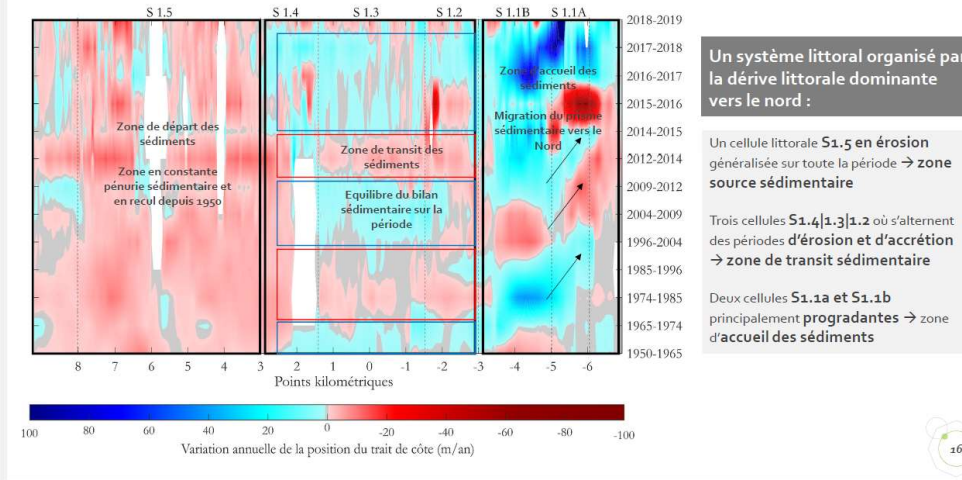 S 1.5
S 1.4
S 1.3
S 1.2
S 1.1B
S 1.1A
Zone de départ des
sédiments
Zone en constante
pénurie sédimentaire et
en recul depuis 1950
Zone de transit des
sédiments
Equilibre du bilan
sédimentaire sur la
période
Zone d'accueil des
sédiments
Migration du prisme
sédimentaire vers le
Nord
2018-2019
2017-2018
2016-2017
2015-2016
2014-2015
2012-2014
2009-2012
2004-2009
1996-2004
1985-1996
1974-1985
1965-1974
1950-1965
8 7 6 5 4 3 2 1 0 -1 -2 -3 -4 -5 -6
Points kilométriques
100 80 60 40 20 0 -20 -40 -60 -80 -100
Variation annuelle de la position du trait de côte (m/an)
Un système littoral organisé par
la dérive littorale dominante
vers le nord :
Un cellule littorale S1.5 en érosion
généralisée sur toute la période → zone
source sédimentaire
Trois cellules S1.4|1.3|1.2 où s'alternent
des périodes d'érosion et d'accrétion
→ zone de transit sédimentaire
Deux cellules S1.1a et S1.1b
principalement progradantes → zone
d'accueil des sédiments
16